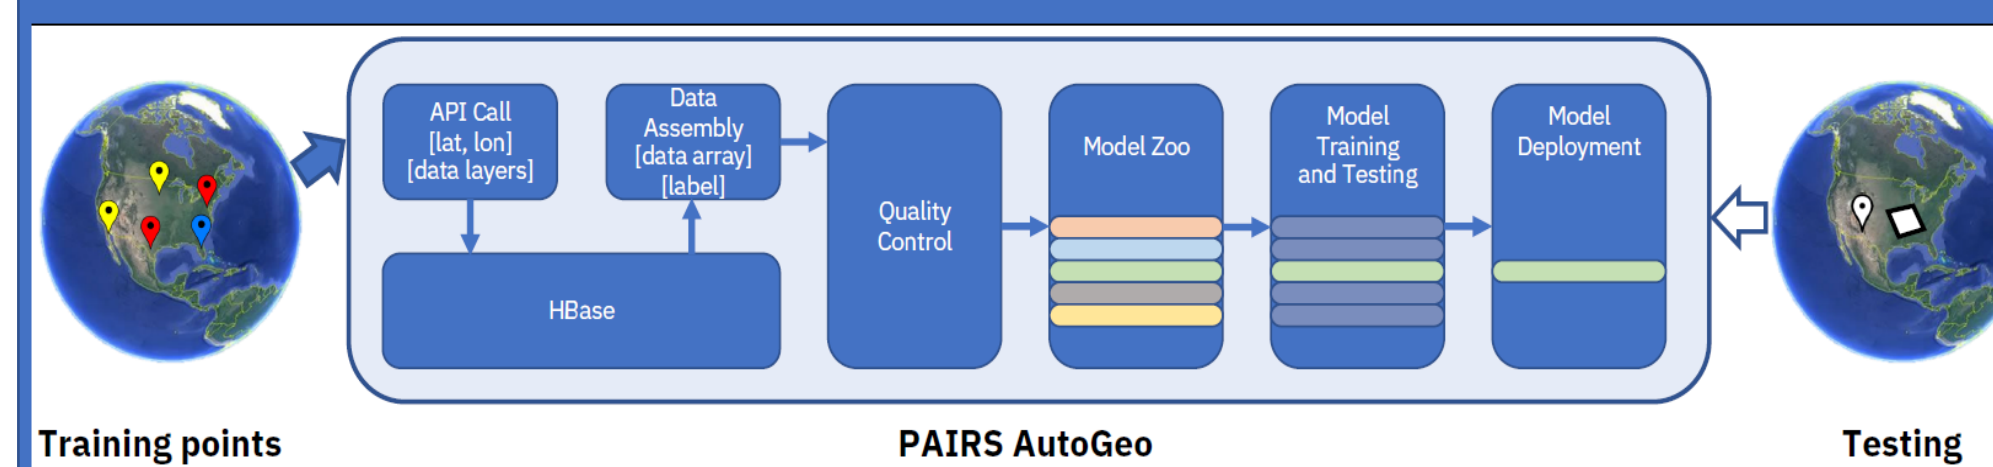 API Call
[lat, lon]
[data layers]
Data
Assembly
[data array]
[label]
HBase
Quality
Control
Model Zoo
Model
Training
and Testing
Model
Deployment
Training points
PAIRS AutoGeo
Testing